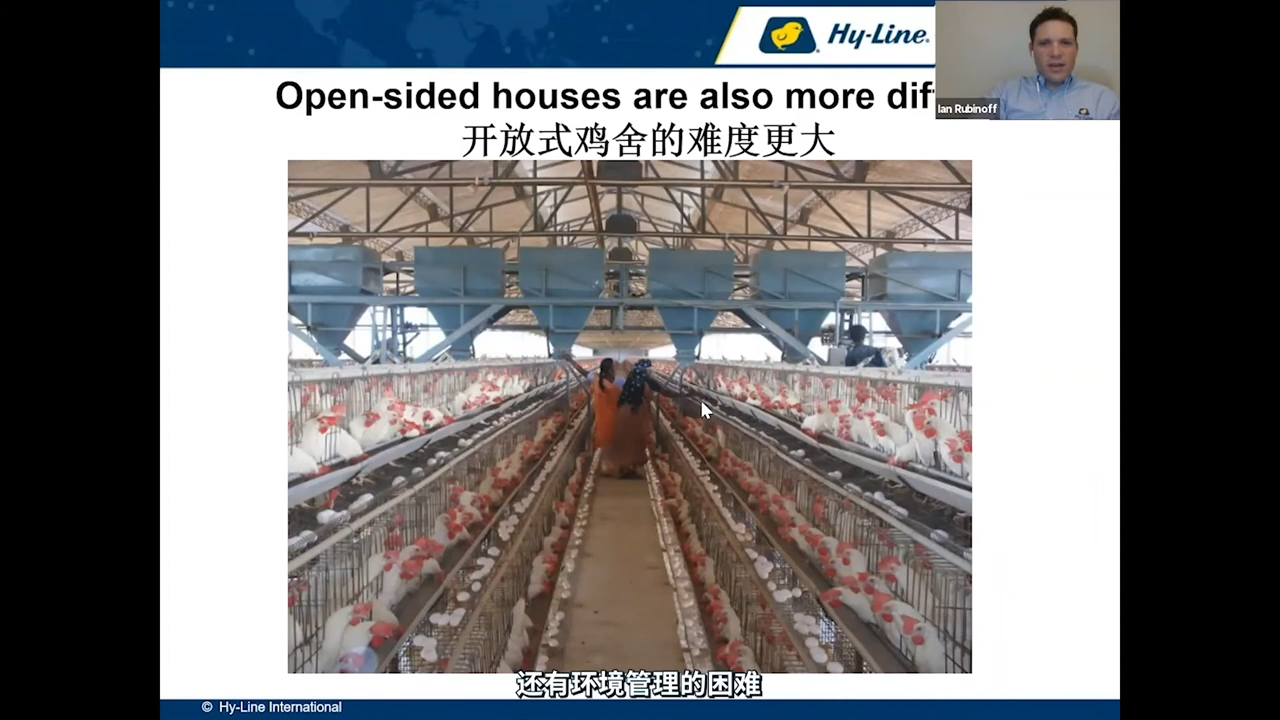 Hy-Line
Ian Rubinoff
Open-sided houses are also more
开放式鸡舍的难度更大
还有环境管理的困难
© Hy-Line International